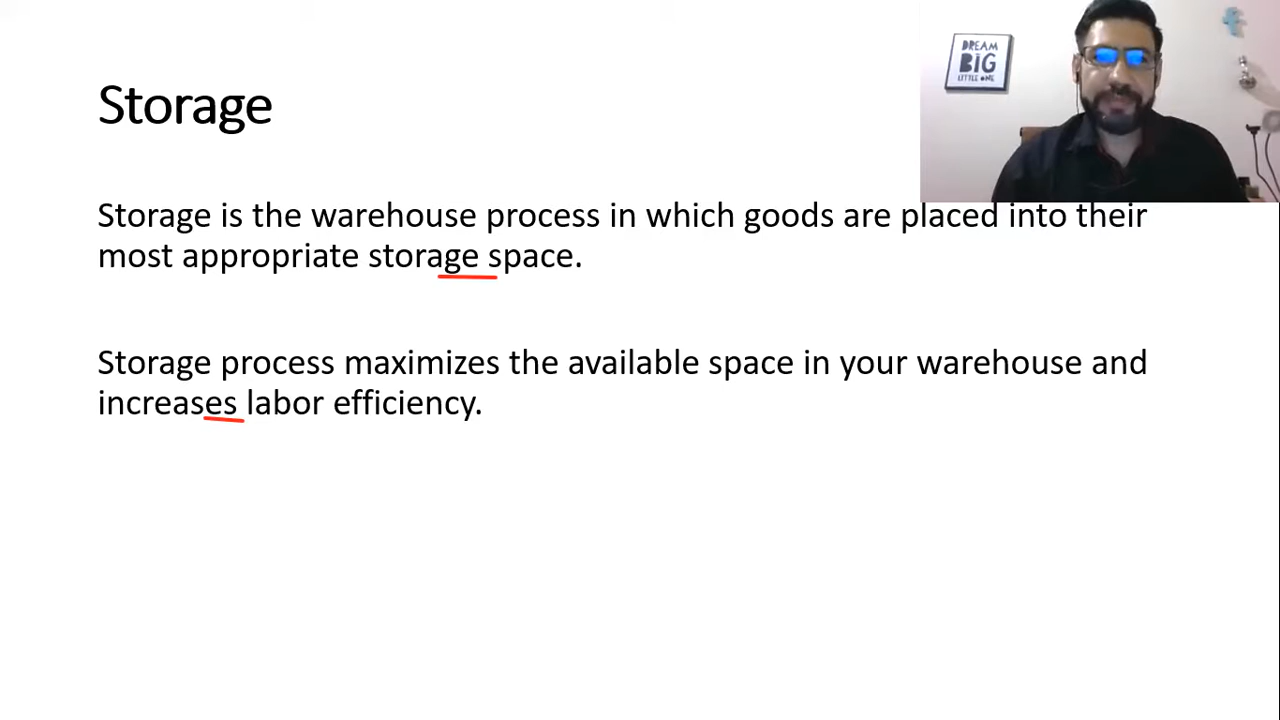 DREAM
BIG
LITTLE ONE
Storage
Storage is the warehouse process in which goods are placed into their
most appropriate storage space.
Storage process maximizes the available space in your warehouse and
increases labor efficiency.